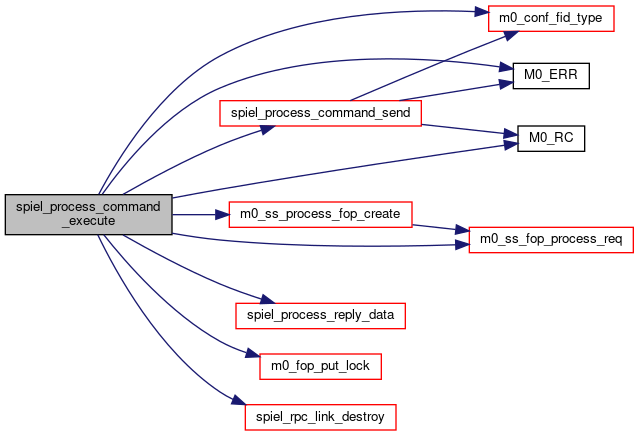 m0_conf_fid_type
M0_ERR
spiel_process_command_send
M0_RC
spiel_process_command
_execute
m0_ss_process_fop_create
m0_ss_fop_process_req
spiel_process_reply_data
m0_fop_put_lock
spiel_rpc_link_destroy